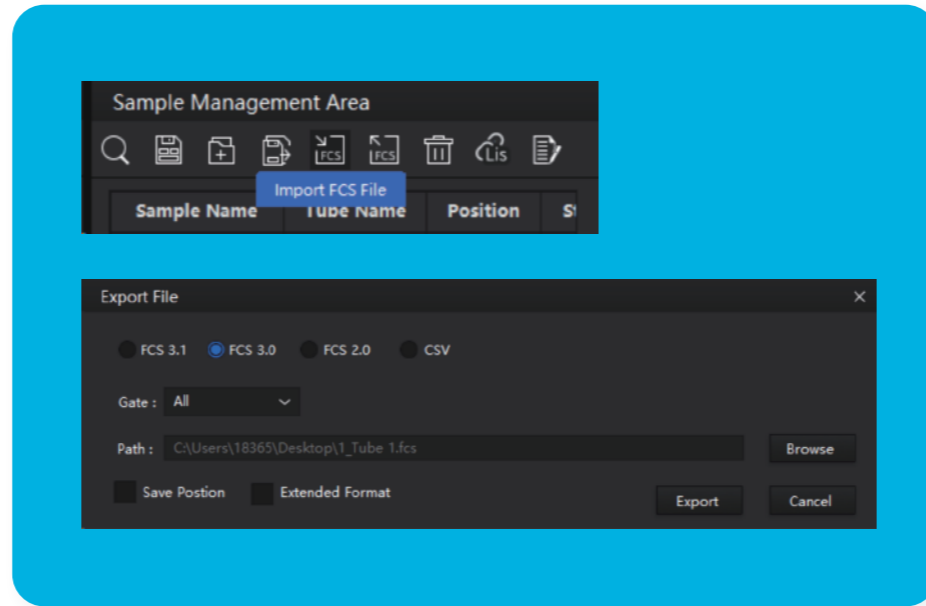 Sample Management Area
FCS FCS Lis
Import FCS File
Sample Name Tube Name Position
Export File
FCS 3.1 FCS 3.0 FCS 2.0 CSV
Gate : All
Path : C:\Users\18365\Desktop\1_Tube 1.fcs
Browse
Save Postion Extended Format
Export Cancel